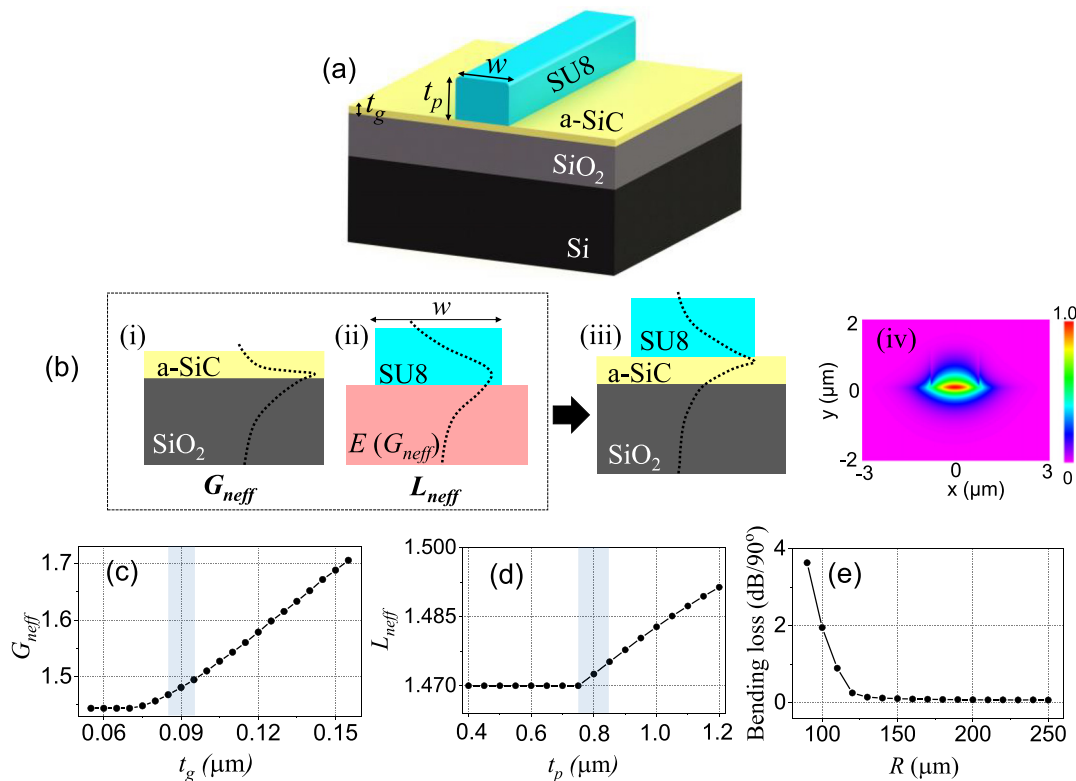 (a)
w
t_p
t_g
SU8
a-SiC
SiO₂
Si
(b)
(i)
a-SiC
SiO₂
G_neff
(ii)
w
SU8
E (G_neff)
L_neff
(iii)
SU8
a-SiC
SiO₂
(iv)
2
0
-2
y (μm)
-3 0 3
x (μm)
1.0
0
(c)
1.7
1.6
1.5
G_neff
0.06 0.09 0.12 0.15
t_g (μm)
(d)
1.500
1.485
1.470
L_neff
0.4 0.6 0.8 1.0 1.2
t_p (μm)
(e)
4
2
0
Bending loss (dB/90º)
100 150 200 250
R (μm)